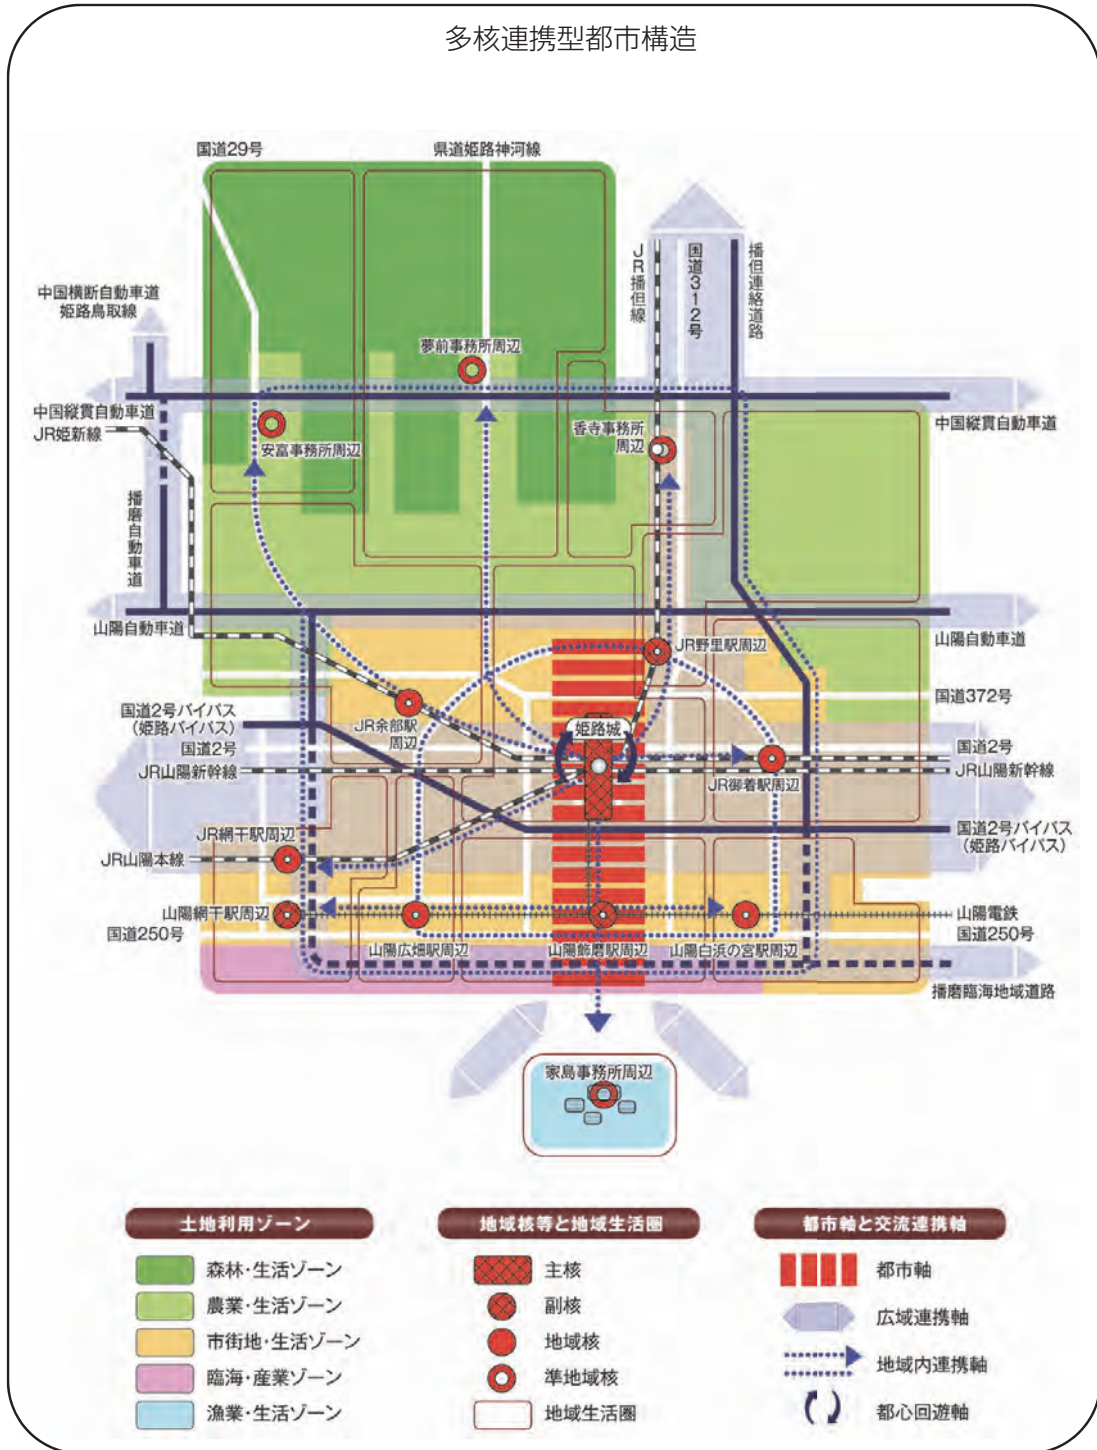 多核連携型都市構造
国道29号
県道姫路神河線
JR播但線
国道312号
播但連絡道路
中国横断自動車道
姫路鳥取線
夢前事務所周辺
中国縦貫自動車道
中国縦貫自動車道
JR姫新線
安富事務所周辺
香寺事務所
周辺
播磨自動車道
山陽自動車道
山陽自動車道
JR野里駅周辺
国道372号
国道2号バイパス
(姫路バイパス)
JR余部駅
周辺
姫路城
国道2号
国道2号
JR山陽新幹線
JR山陽新幹線
JR御着駅周辺
国道2号バイパス
(姫路バイパス)
JR網干駅周辺
JR山陽本線
山陽網干駅周辺
山陽電鉄
国道250号
国道250号
山陽広畑駅周辺
山陽飾磨駅周辺
山陽白浜の宮駅周辺
播磨臨海地域道路
家島事務所周辺
土地利用ゾーン
森林・生活ゾーン
農業・生活ゾーン
市街地・生活ゾーン
臨海・産業ゾーン
漁業・生活ゾーン
地域核等と地域生活圏
主核
副核
地域核
準地域核
地域生活圏
都市軸と交流連携軸
都市軸
広域連携軸
地域内連携軸
都心回遊軸